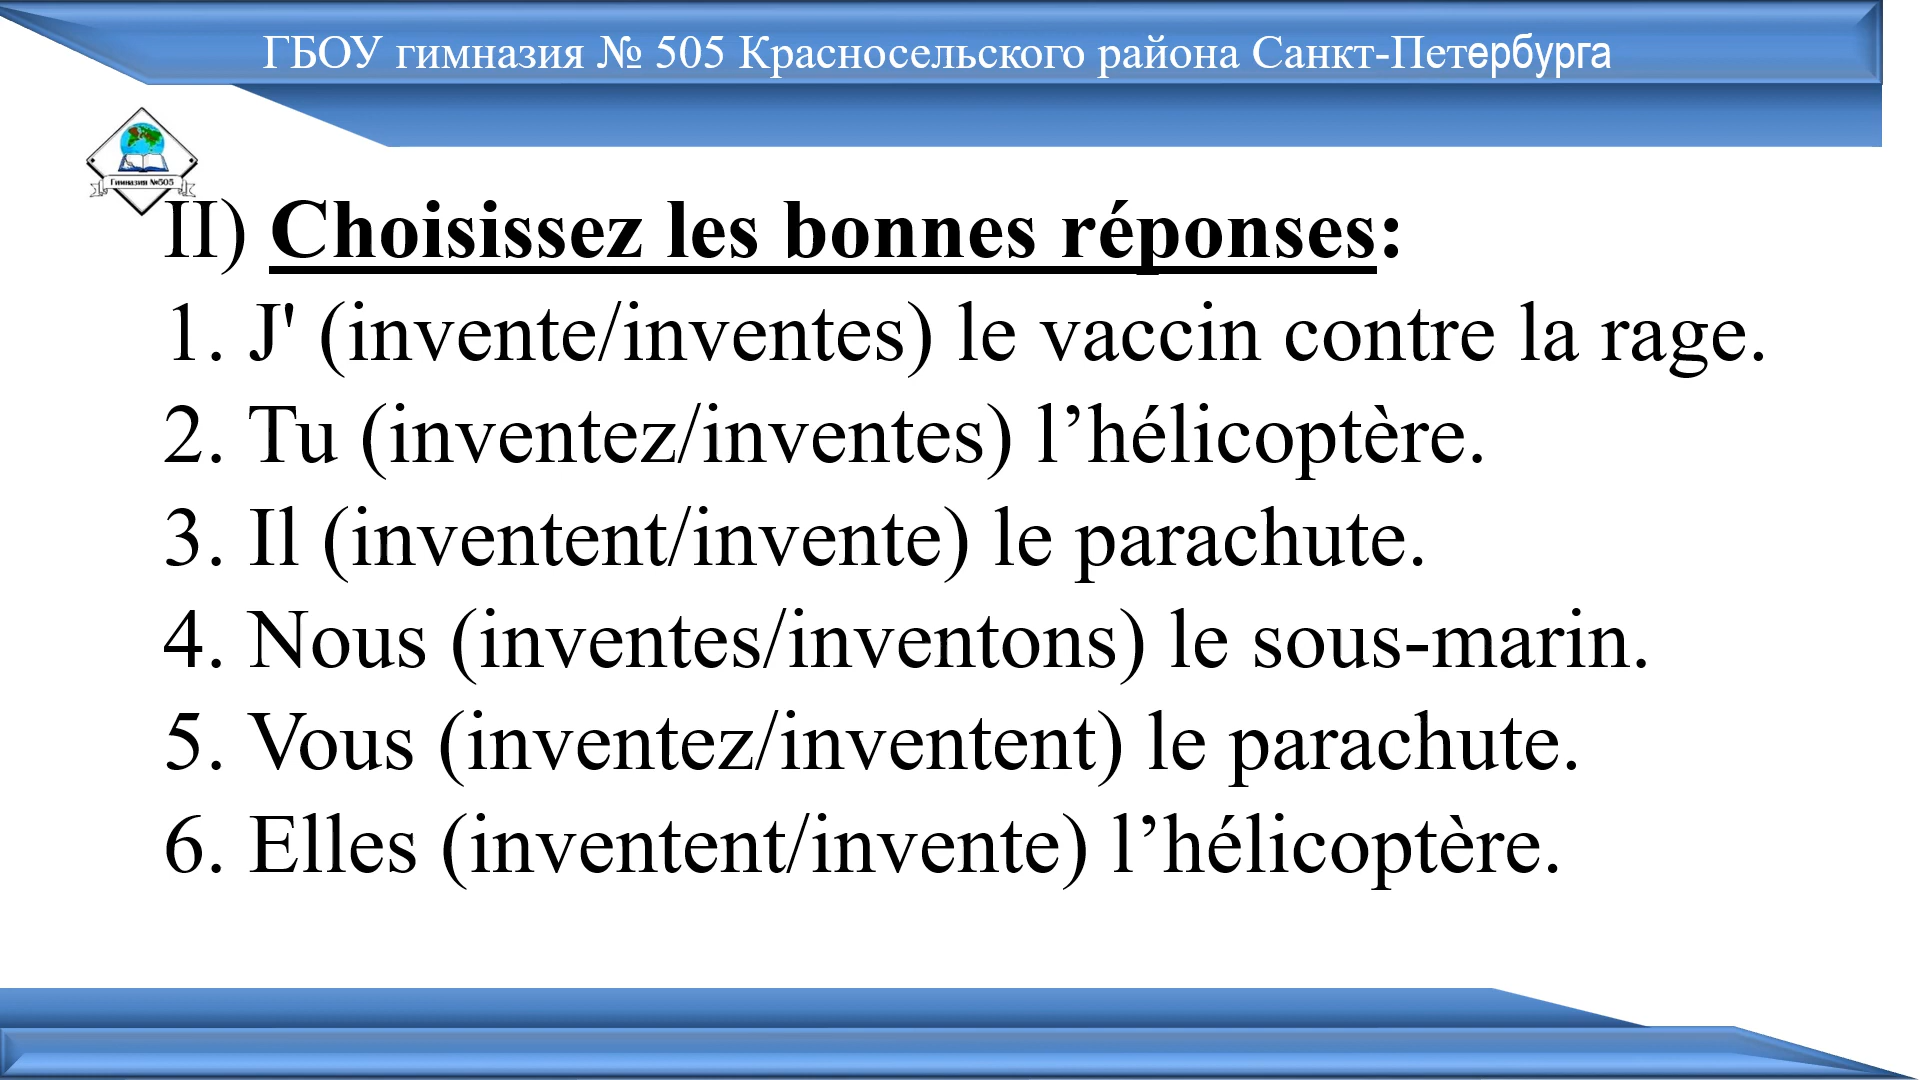 ГБОУ гимназия № 505 Красносельского района Санкт-Петербурга
Гимназия №505
II) Choisissez les bonnes réponses:
1. J' (invente/inventes) le vaccin contre la rage.
2. Tu (inventez/inventes) l’hélicoptère.
3. Il (inventent/invente) le parachute.
4. Nous (inventes/inventons) le sous-marin.
5. Vous (inventez/inventent) le parachute.
6. Elles (inventent/invente) l’hélicoptère.